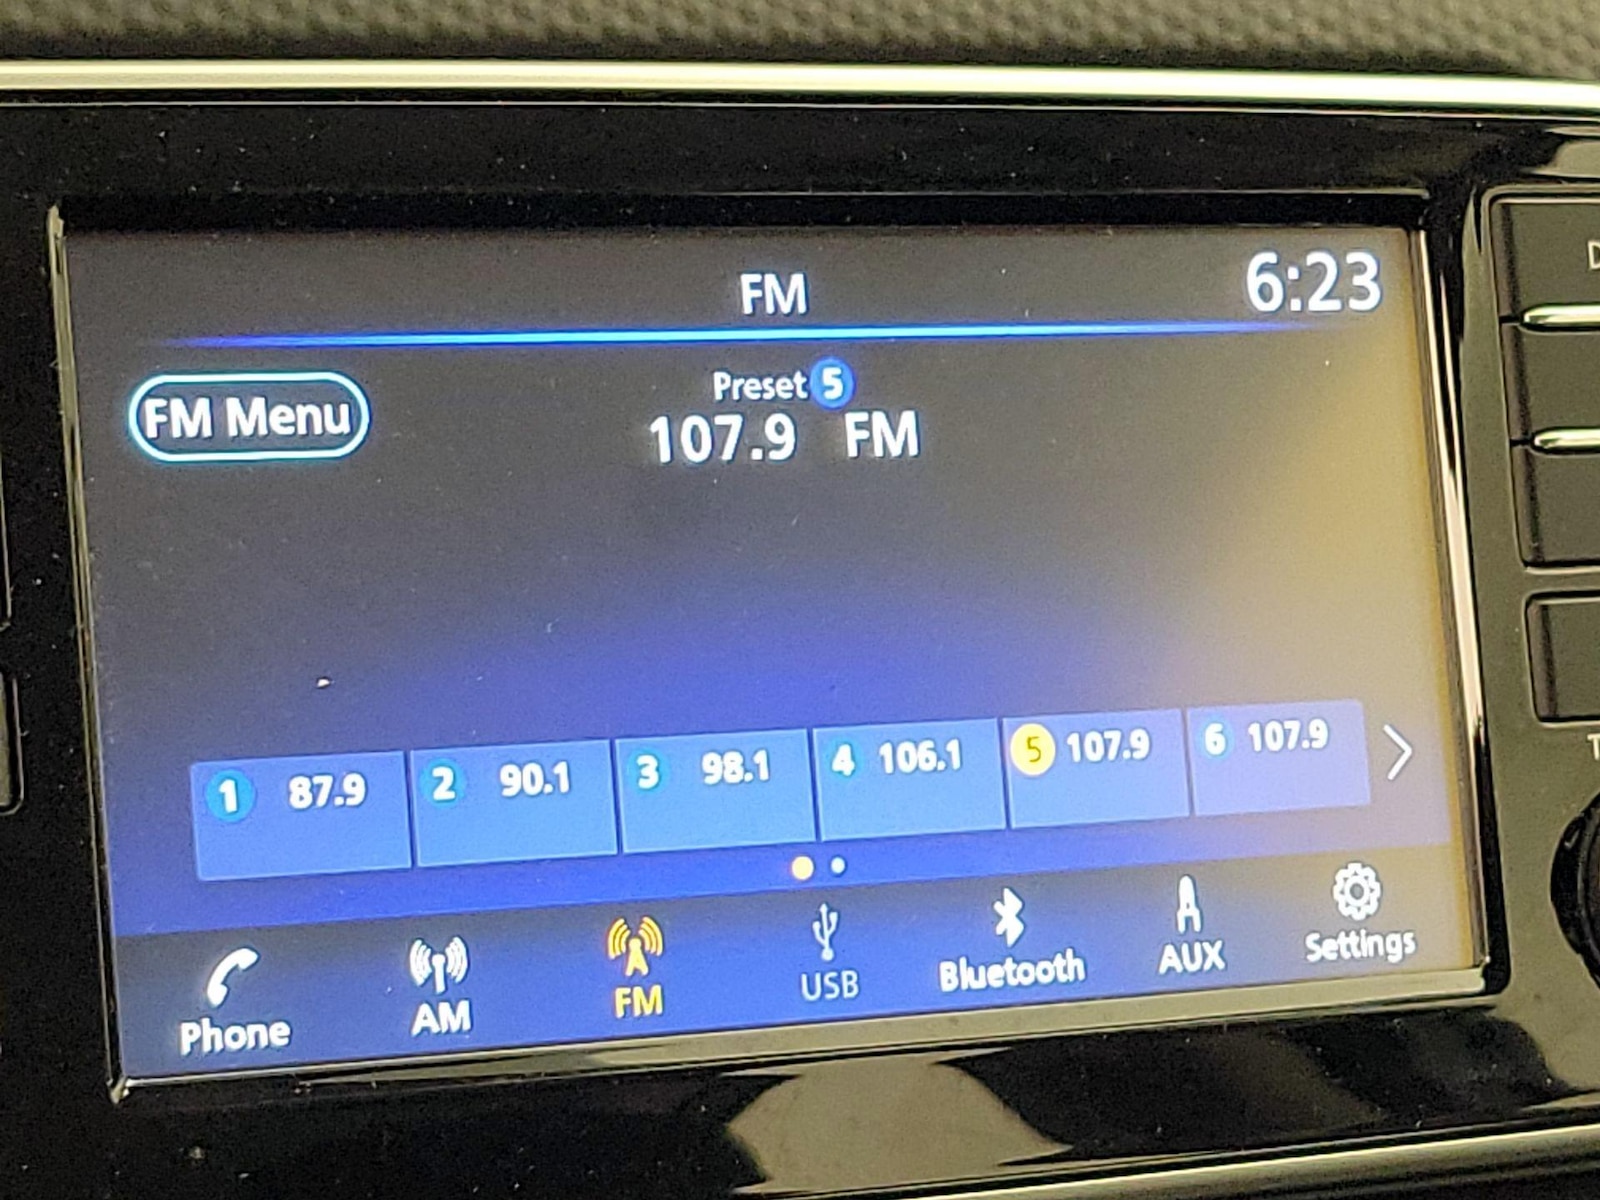 FM 6:23
FM Menu
Preset 5
107.9 FM
1 87.9 2 90.1 3 98.1 4 106.1 5 107.9 6 107.9
Phone AM FM USB Bluetooth AUX Settings